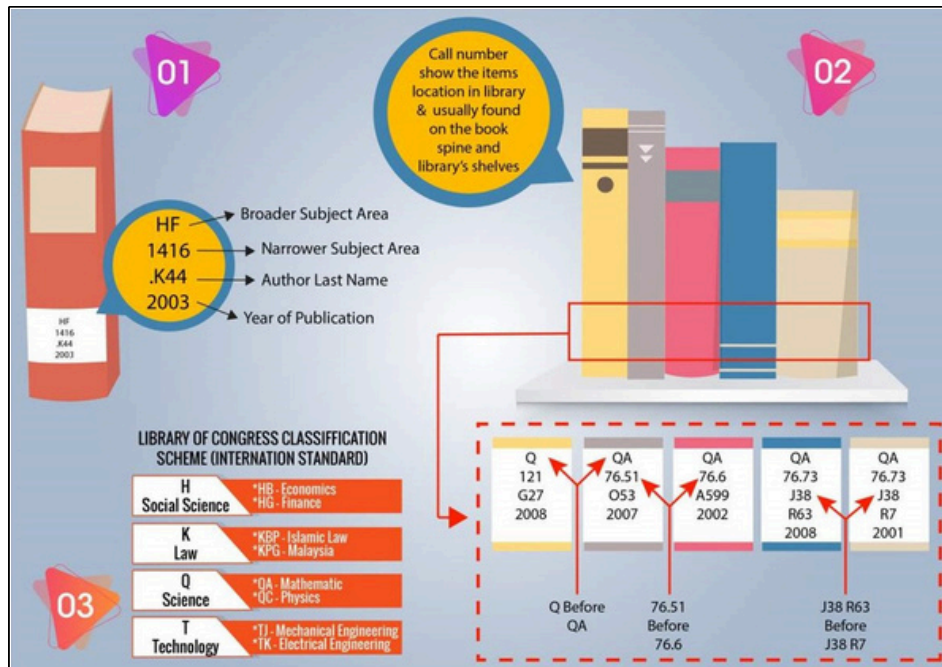 01
HF
1416
.K44
2003
Broader Subject Area
Narrower Subject Area
Author Last Name
Year of Publication
HF
1416
.K44
2003
Call number
show the items
location in library
& usually found
on the book
spine and
library's shelves
02
Q
121
G27
2008
QA
76.51
O53
2007
QA
76.6
A599
2002
QA
76.73
J38
R63
2008
QA
76.73
J38
R7
2001
Q Before
QA
76.51
Before
76.6
J38 R63
Before
J38 R7
03
LIBRARY OF CONGRESS CLASSIFFICATION
SCHEME (INTERNATION STANDARD)
H
Social Science
*HB - Economics
*HG - Finance
K
Law
*KBP - Islamic Law
*KPG - Malaysia
Q
Science
*QA - Mathematic
*QC - Physics
T
Technology
*TJ - Mechanical Engineering
*TK - Electrical Engineering